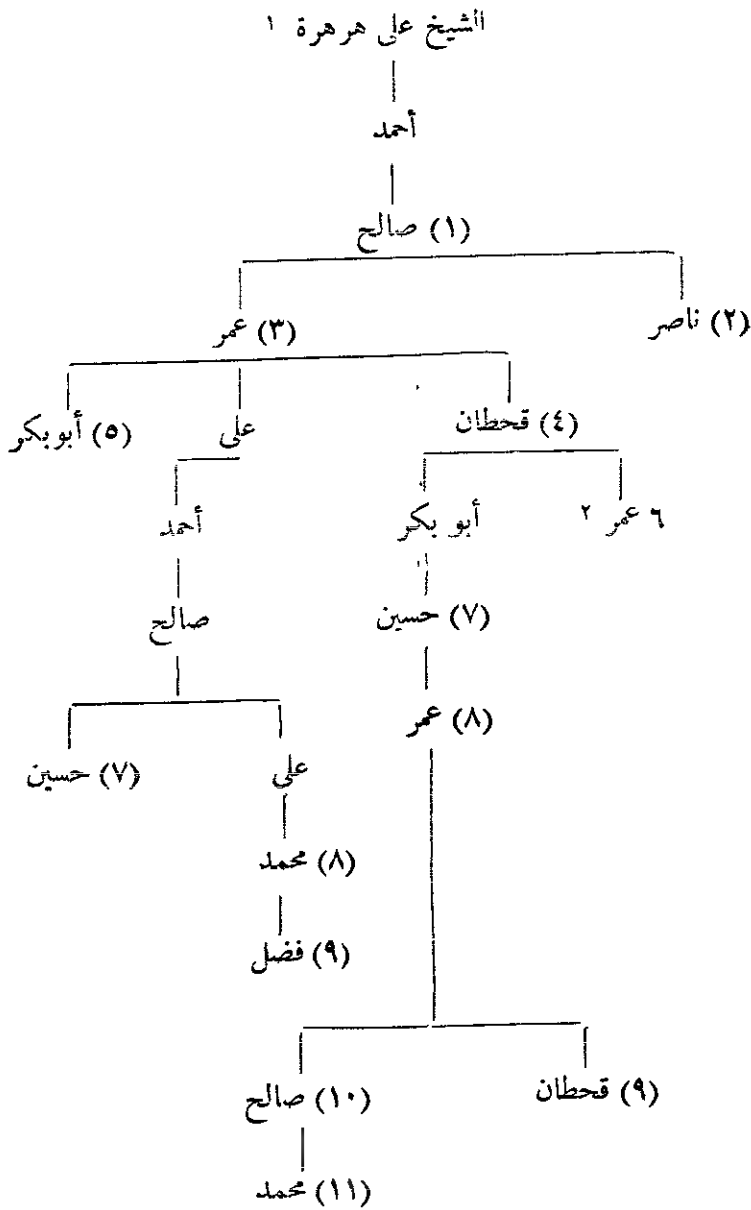 الشيخ على هرهرة ١
أحمد
(١) صالح
(٢) ناصر
(٣) عمر
(٤) قحطان
على
(٥) أبو بكر
٦ عمر ٢
أبو بكر
أحمد
(٧) حسين
صالح
(٨) عمر
على
(٧) حسين
(٨) محمد
(٩) فضل
(٩) قحطان
(١٠) صالح
(١١) محمد